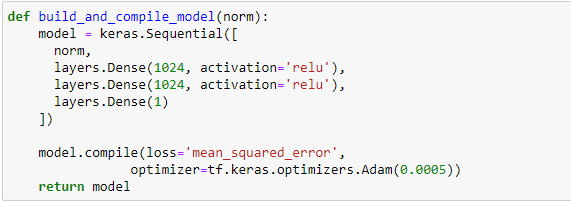 def build_and_compile_model(norm):
    model = keras.Sequential([
      norm,
      layers.Dense(1024, activation='relu'),
      layers.Dense(1024, activation='relu'),
      layers.Dense(1)
    ])

    model.compile(loss='mean_squared_error',
                optimizer=tf.keras.optimizers.Adam(0.0005))
    return model